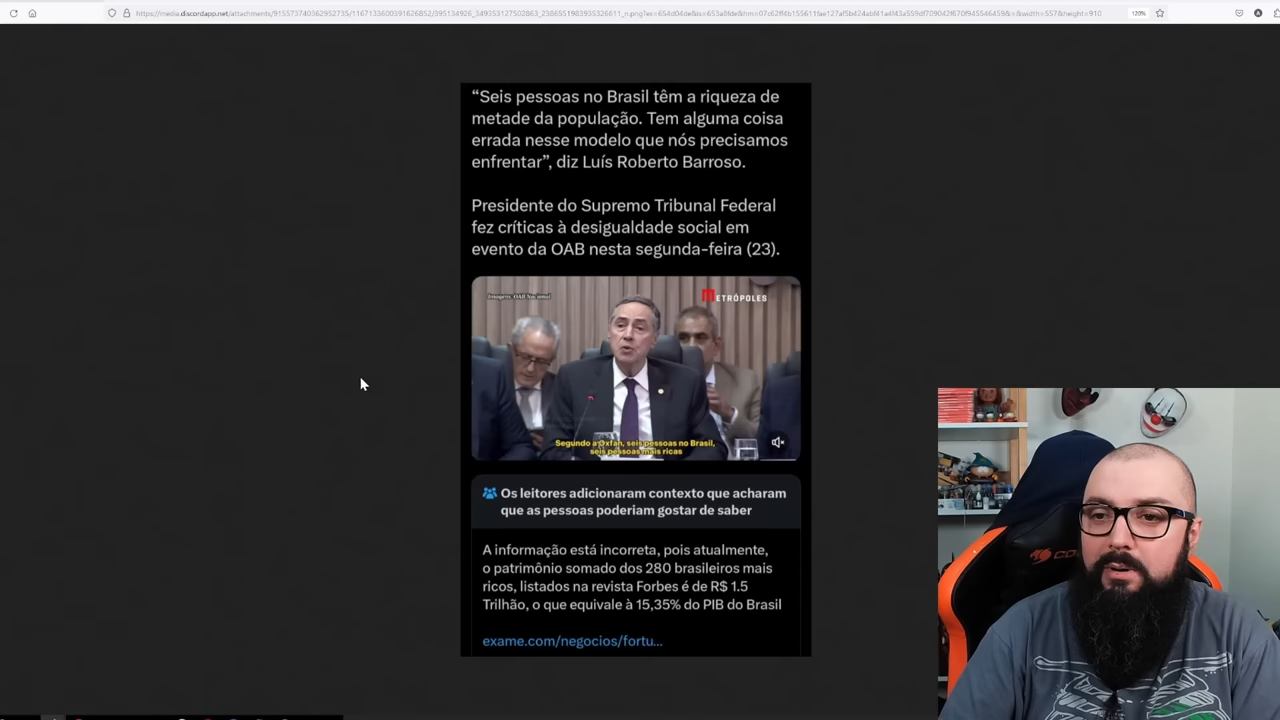 120%
“Seis pessoas no Brasil têm a riqueza de
metade da população. Tem alguma coisa
errada nesse modelo que nós precisamos
enfrentar”, diz Luís Roberto Barroso.
Presidente do Supremo Tribunal Federal
fez críticas à desigualdade social em
evento da OAB nesta segunda-feira (23).
Imagens: OAB Nacional
METRÓPOLES
Segundo a Oxfan, seis pessoas no Brasil,
seis pessoas mais ricas
Os leitores adicionaram contexto que acharam
que as pessoas poderiam gostar de saber
A informação está incorreta, pois atualmente,
o patrimônio somado dos 280 brasileiros mais
ricos, listados na revista Forbes é de R$ 1.5
Trilhão, o que equivale à 15,35% do PIB do Brasil
exame.com/negocios/fortu...